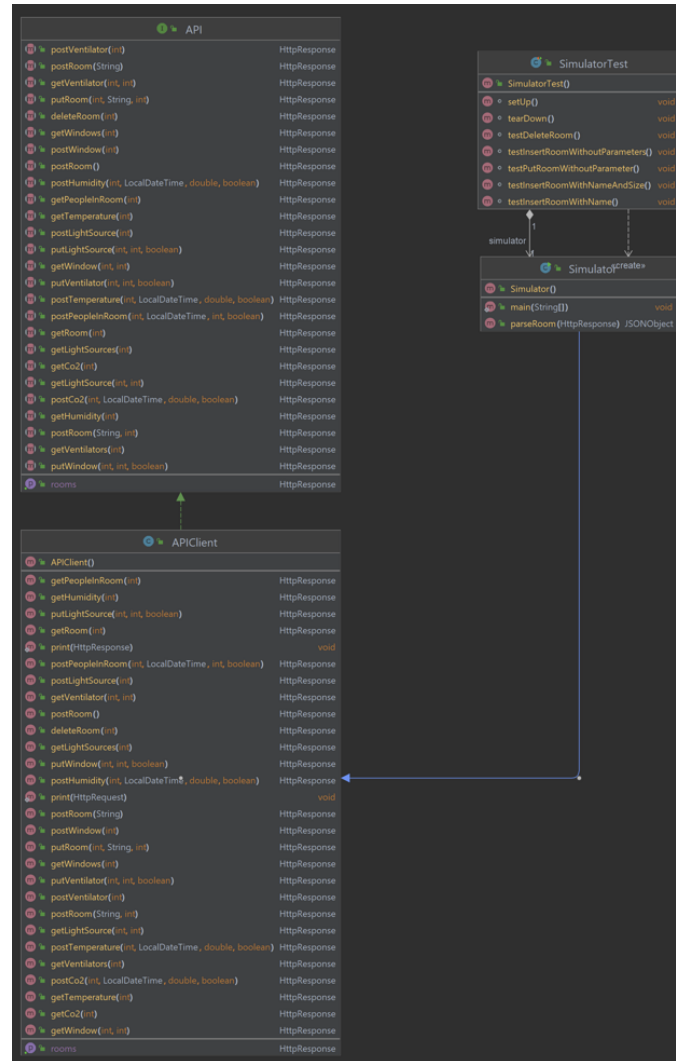 API
postVentilator(int) HttpResponse
postRoom(String) HttpResponse
getVentilator(int, int) HttpResponse
putRoom(int, String, int) HttpResponse
deleteRoom(int) HttpResponse
getWindows(int) HttpResponse
postWindow(int) HttpResponse
postRoom() HttpResponse
postHumidity(int, LocalDateTime, double, boolean) HttpResponse
getPeopleInRoom(int) HttpResponse
getTemperature(int) HttpResponse
postLightSource(int) HttpResponse
putLightSource(int, int, boolean) HttpResponse
getWindow(int, int) HttpResponse
putVentilator(int, int, boolean) HttpResponse
postTemperature(int, LocalDateTime, double, boolean) HttpResponse
postPeopleInRoom(int, LocalDateTime, int, boolean) HttpResponse
getRoom(int) HttpResponse
getLightSources(int) HttpResponse
getCo2(int) HttpResponse
getLightSource(int, int) HttpResponse
postCo2(int, LocalDateTime, double, boolean) HttpResponse
getHumidity(int) HttpResponse
postRoom(String, int) HttpResponse
getVentilators(int) HttpResponse
putWindow(int, int, boolean) HttpResponse
rooms HttpResponse
SimulatorTest
SimulatorTest()
setUp() void
tearDown() void
testDeleteRoom() void
testInsertRoomWithoutParameters() void
testPutRoomWithoutParameter() void
testInsertRoomWithNameAndSize() void
testInsertRoomWithName() void
1
simulator
Simulator «create»
Simulator()
main(String[]) void
parseRoom(HttpResponse) JSONObject
APIClient
APIClient()
getPeopleInRoom(int) HttpResponse
getHumidity(int) HttpResponse
putLightSource(int, int, boolean) HttpResponse
getRoom(int) HttpResponse
print(HttpResponse) void
postPeopleInRoom(int, LocalDateTime, int, boolean) HttpResponse
postLightSource(int) HttpResponse
getVentilator(int, int) HttpResponse
postRoom() HttpResponse
deleteRoom(int) HttpResponse
getLightSources(int) HttpResponse
putWindow(int, int, boolean) HttpResponse
postHumidity(int, LocalDateTime, double, boolean) HttpResponse
print(HttpRequest) void
postRoom(String) HttpResponse
postWindow(int) HttpResponse
putRoom(int, String, int) HttpResponse
getWindows(int) HttpResponse
putVentilator(int, int, boolean) HttpResponse
postVentilator(int) HttpResponse
postRoom(String, int) HttpResponse
getLightSource(int, int) HttpResponse
postTemperature(int, LocalDateTime, double, boolean) HttpResponse
getVentilators(int) HttpResponse
postCo2(int, LocalDateTime, double, boolean) HttpResponse
getTemperature(int) HttpResponse
getCo2(int) HttpResponse
getWindow(int, int) HttpResponse
rooms HttpResponse